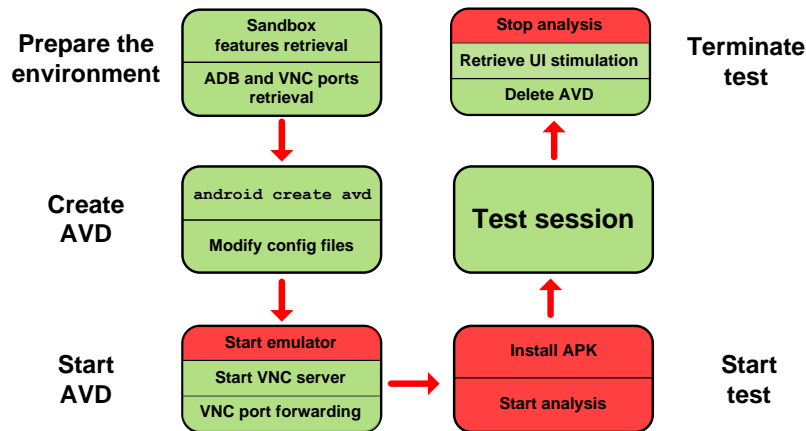 Prepare the
environment
Sandbox
features retrieval
ADB and VNC ports
retrieval
Create
AVD
android create avd
Modify config files
Start
AVD
Start emulator
Start VNC server
VNC port forwarding
Install APK
Start analysis
Start
test
Test session
Stop analysis
Retrieve UI stimulation
Delete AVD
Terminate
test